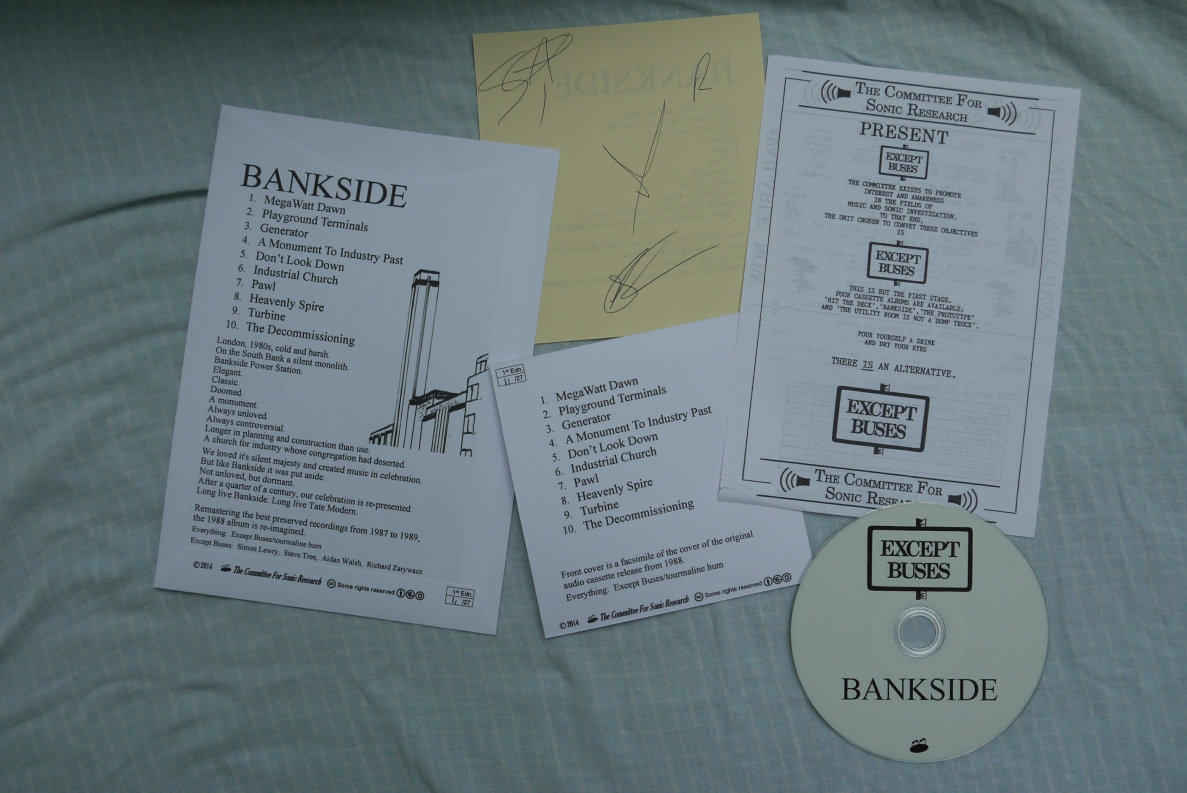 BANKSIDE
1. MegaWatt Dawn
2. Playground Terminals
3. Generator
4. A Monument To Industry Past
5. Don't Look Down
6. Industrial Church
7. Pawl
8. Heavenly Spire
9. Turbine
10. The Decommissioning
London, 1980s, cold and harsh.
On the South Bank a silent monolith.
Bankside Power Station.
Elegant.
Classic.
Doomed.
A monument.
Always unloved.
Always controversial.
Longer in planning and construction than use.
A church for industry whose congregation had deserted.
We loved it's silent majesty and created music in celebration.
But like Bankside it was put aside.
Not unloved, but dormant.
After a quarter of a century, our celebration is re-presented.
Long live Bankside. Long live Tate Modern.
Remastering the best preserved recordings from 1987 to 1989,
the 1988 album is re-imagined.
Everything: Except Buses/tourmaline hum
Except Buses: Simon Lewry, Steve Tree, Aidan Walsh, Richard Zarywacz
©2014 The Committee For Sonic Research Some rights reserved
1st Edn.
/27
BANKSIDE
1st Edn.
/27
1. MegaWatt Dawn
2. Playground Terminals
3. Generator
4. A Monument To Industry Past
5. Don't Look Down
6. Industrial Church
7. Pawl
8. Heavenly Spire
9. Turbine
10. The Decommissioning
Front cover is a facsimile of the cover of the original
audio cassette release from 1988.
Everything: Except Buses/tourmaline hum
©2014 The Committee For Sonic Research Some rights reserved
THE COMMITTEE FOR
SONIC RESEARCH
PRESENT
EXCEPT
BUSES
THE COMMITTEE EXISTS TO PROMOTE
INTEREST AND AWARENESS
IN THE FIELDS OF
MUSIC AND SONIC INVESTIGATION.
TO THAT END,
THE UNIT CHOSEN TO CONVEY THESE OBJECTIVES
IS
EXCEPT
BUSES
THIS IS BUT THE FIRST STAGE.
FOUR CASSETTE ALBUMS ARE AVAILABLE;
'HIT THE DECK','BANKSIDE','THE PROTOTYPE'
AND 'THE UTILITY ROOM IS NOT A DUMP TRUCK'.
POUR YOURSELF A DRINK
AND DRY YOUR EYES
THERE IS AN ALTERNATIVE.
EXCEPT
BUSES
THE COMMITTEE FOR
SONIC RESEARCH
EXCEPT
BUSES
BANKSIDE